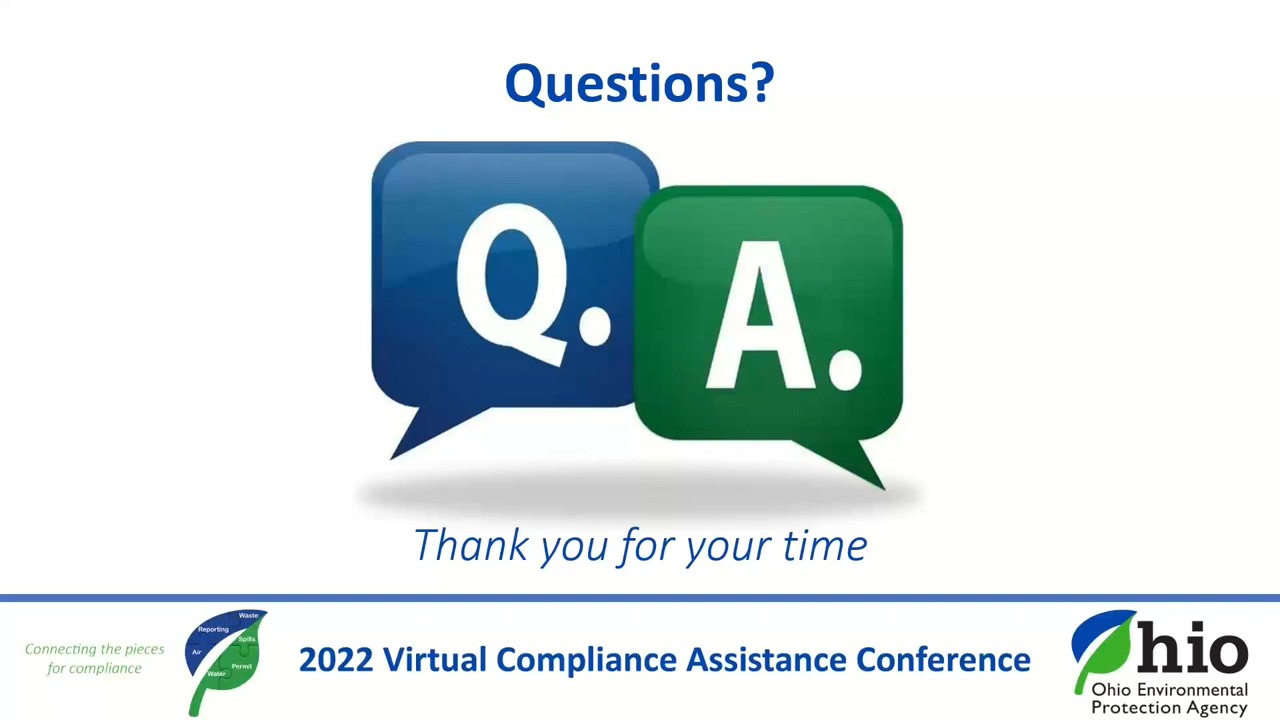 Questions?
Q.
A.
Thank you for your time
Connecting the pieces
for compliance
Waste
Reporting
Spills
Air
Permit
Water
2022 Virtual Compliance Assistance Conference
Ohio
Ohio Environmental
Protection Agency